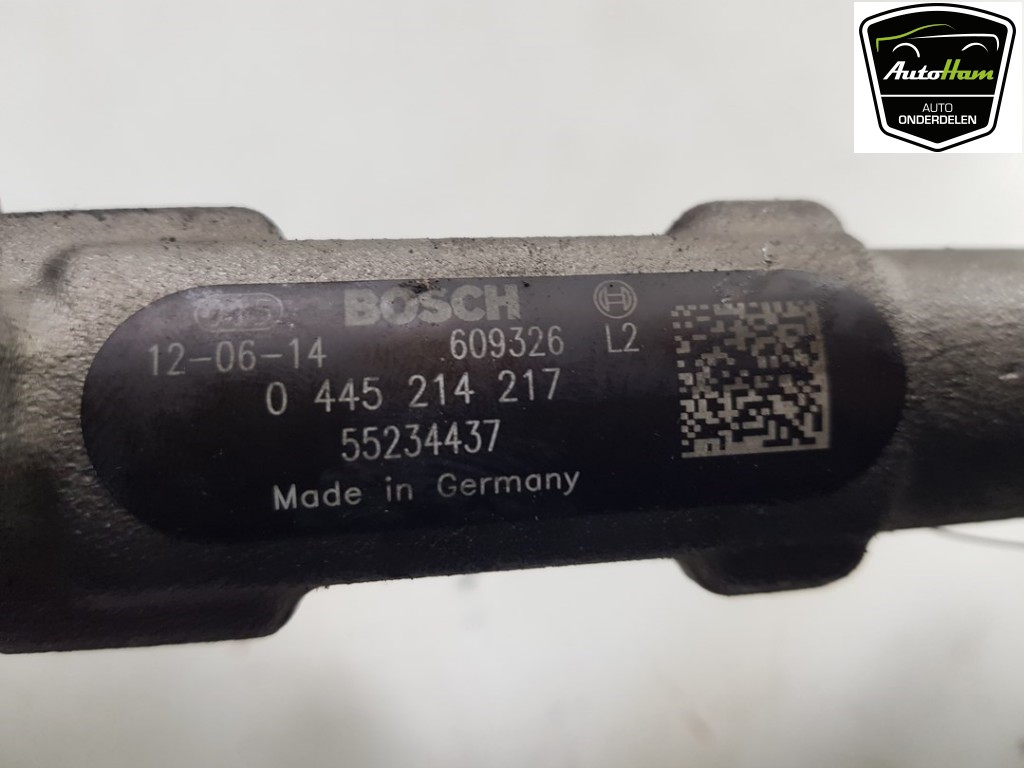 AutoHam
AUTO
ONDERDELEN
BOSCH
12-06-14 609326 L2
0 445 214 217
55234437
Made in Germany